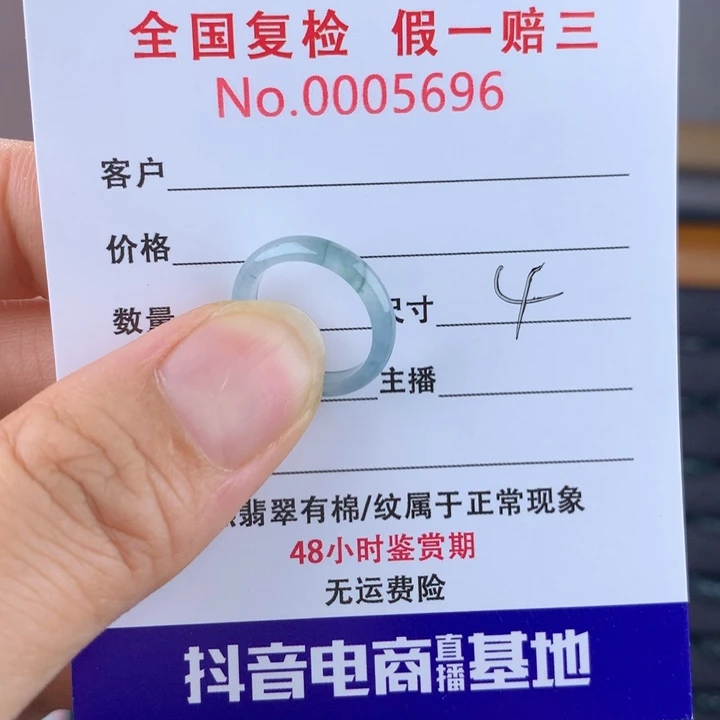 全国复检 假一赔三
No.0005696
客户
价格
数量 尺寸 4
主播
翡翠有棉/纹属于正常现象
48小时鉴赏期
无运费险
抖音电商直播基地